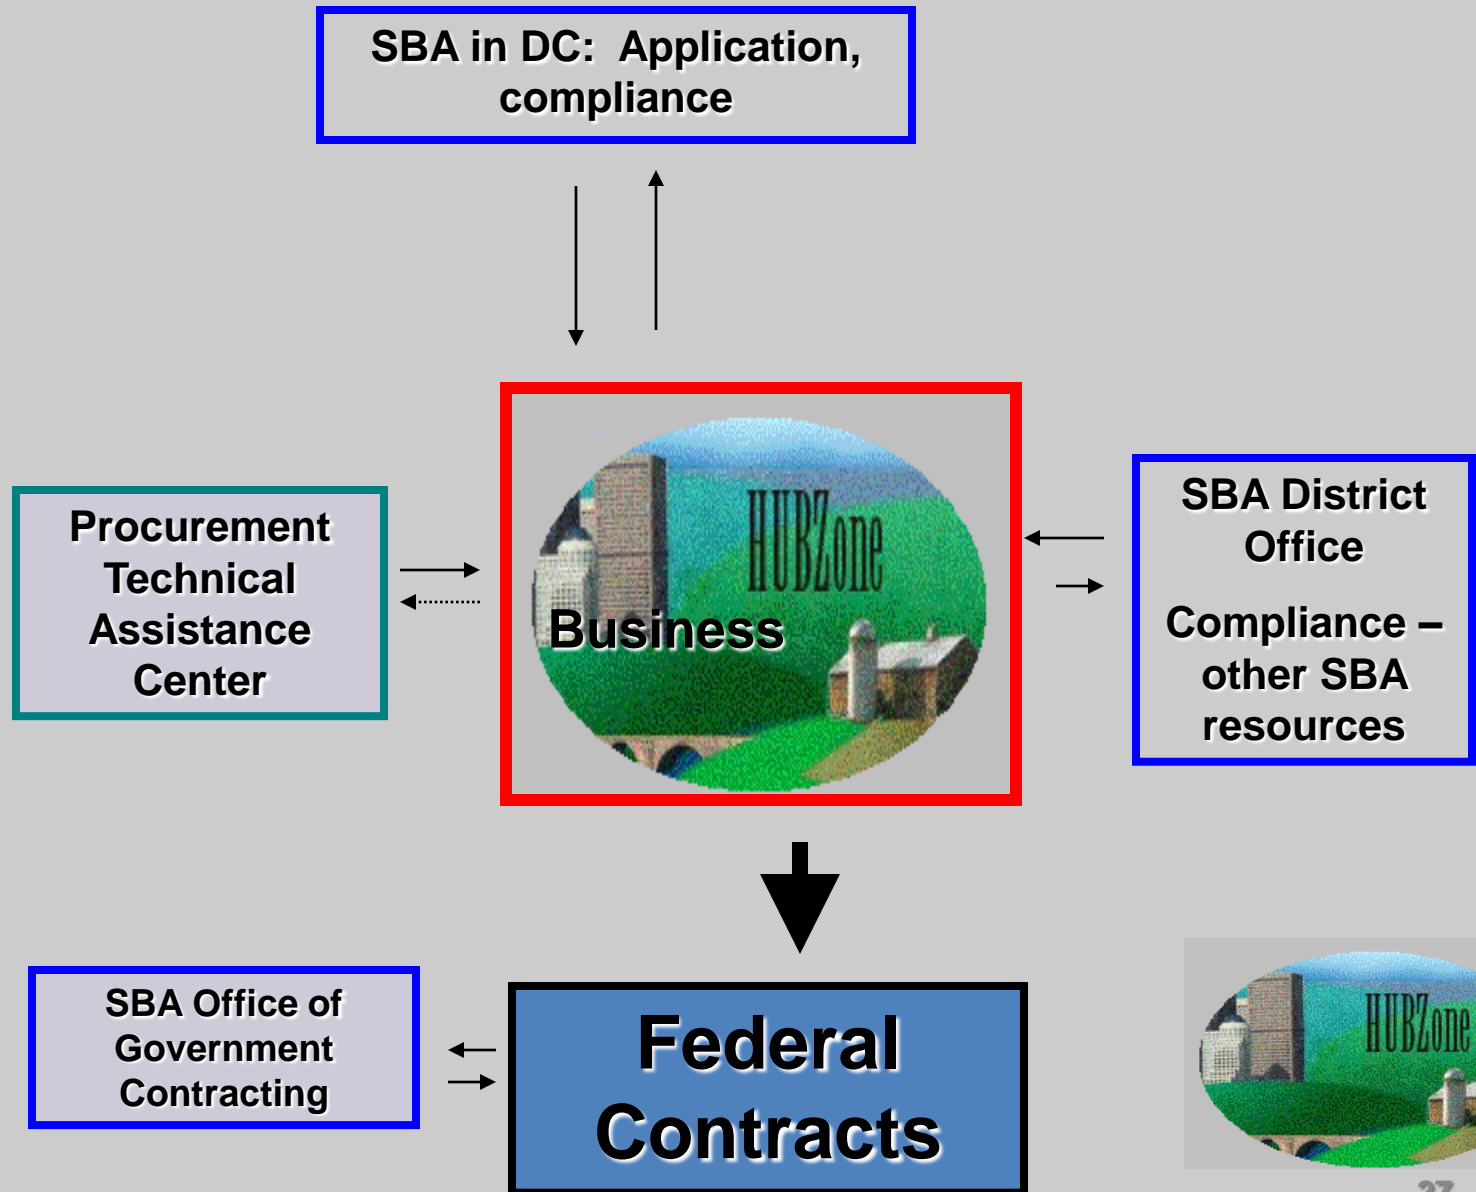 SBA in DC:  Application,
compliance
HUBZone
Business
Procurement
Technical
Assistance
Center
SBA District
Office
Compliance –
other SBA
resources
SBA Office of
Government
Contracting
Federal
Contracts
HUBZone
27